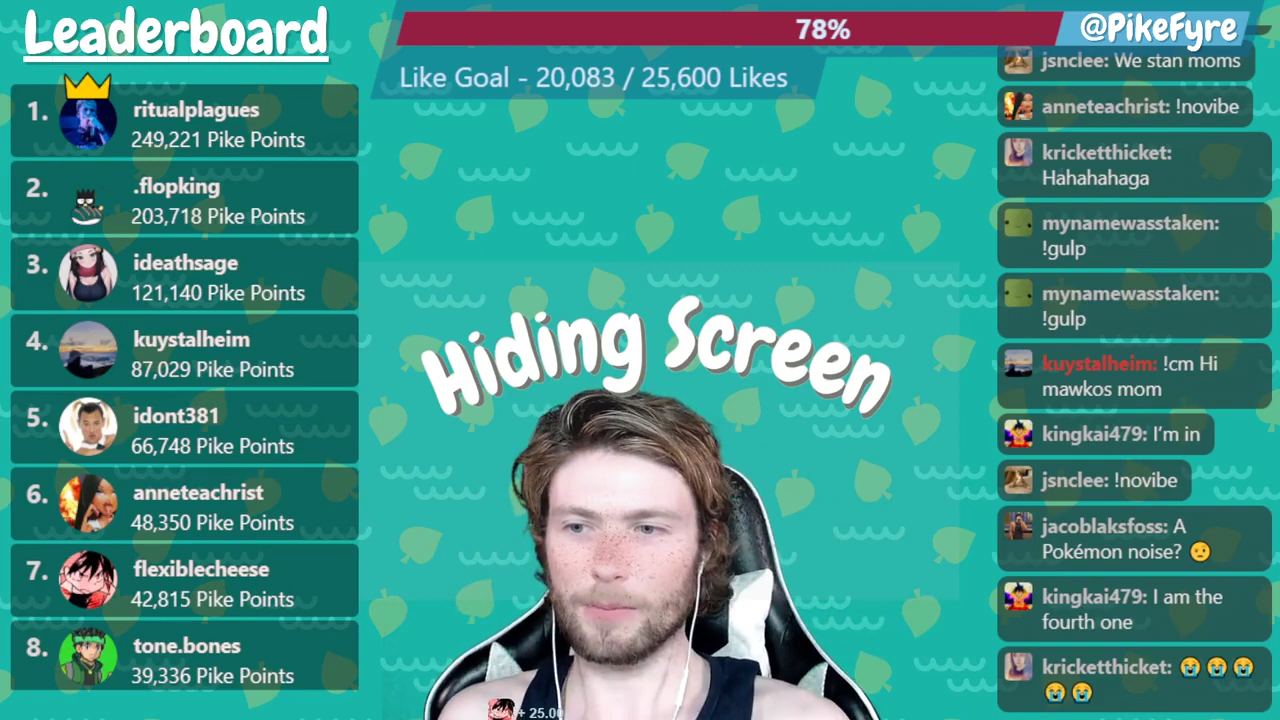 Leaderboard
1. ritualplagues
249,221 Pike Points
2. .flopking
203,718 Pike Points
3. ideathsage
121,140 Pike Points
4. kuystalheim
87,029 Pike Points
5. idont381
66,748 Pike Points
6. anneteachrist
48,350 Pike Points
7. flexiblecheese
42,815 Pike Points
8. tone.bones
39,336 Pike Points
78%
@PikeFyre
Like Goal - 20,083 / 25,600 Likes
Hiding Screen
+ 25.00
jsnclee: We stan moms
anneteachrist: !novibe
kricketthicket:
Hahahahaga
mynamewasstaken:
!gulp
mynamewasstaken:
!gulp
kuystalheim: !cm Hi
mawkos mom
kingkai479: I'm in
jsnclee: !novibe
jacoblaksfoss: A
Pokémon noise? 😟
kingkai479: I am the
fourth one
kricketthicket: 😭😭😭
😭😭